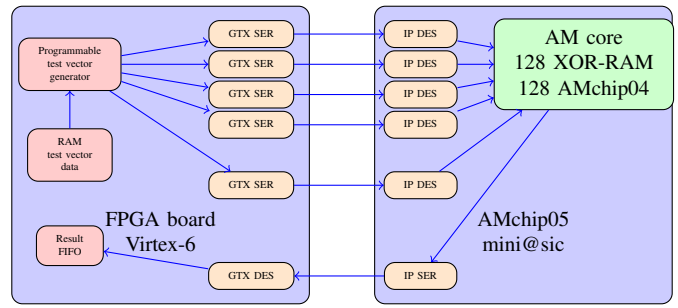 Programmable
test vector
generator
RAM
test vector
data
Result
FIFO
FPGA board
Virtex-6
GTX SER
GTX SER
GTX SER
GTX SER
GTX SER
GTX DES
IP DES
IP DES
IP DES
IP DES
IP DES
IP SER
AM core
128 XOR-RAM
128 AMchip04
AMchip05
mini@sic